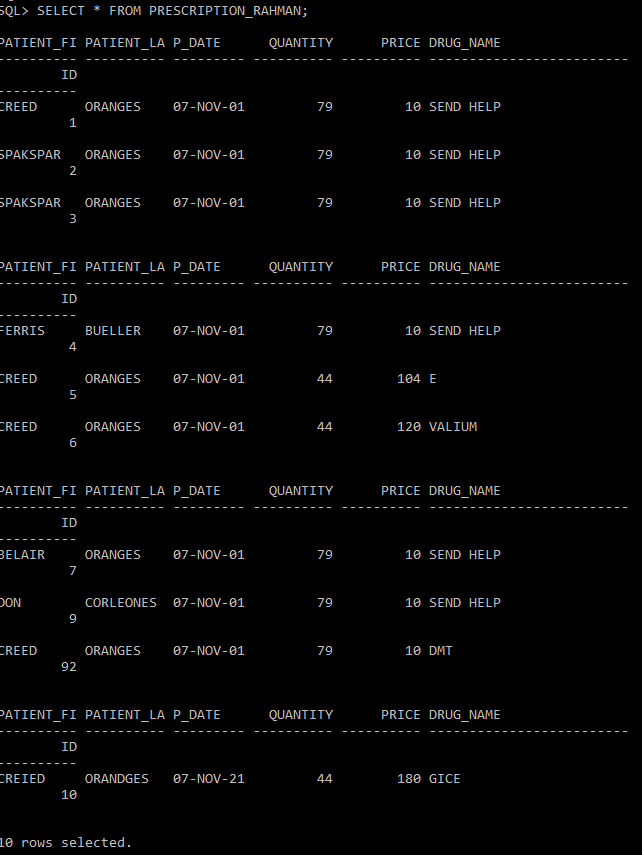 SQL> SELECT * FROM PRESCRIPTION_RAHMAN;
PATIENT_FI PATIENT_LA P_DATE      QUANTITY      PRICE DRUG_NAME
---------- ---------- --------- ---------- ---------- -------------------------
        ID
----------
CREED      ORANGES    07-NOV-01         79         10 SEND HELP
         1
SPAKSPAR   ORANGES    07-NOV-01         79         10 SEND HELP
         2
SPAKSPAR   ORANGES    07-NOV-01         79         10 SEND HELP
         3
PATIENT_FI PATIENT_LA P_DATE      QUANTITY      PRICE DRUG_NAME
---------- ---------- --------- ---------- ---------- -------------------------
        ID
----------
FERRIS     BUELLER    07-NOV-01         79         10 SEND HELP
         4
CREED      ORANGES    07-NOV-01         44        104 E
         5
CREED      ORANGES    07-NOV-01         44        120 VALIUM
         6
PATIENT_FI PATIENT_LA P_DATE      QUANTITY      PRICE DRUG_NAME
---------- ---------- --------- ---------- ---------- -------------------------
        ID
----------
BELAIR     ORANGES    07-NOV-01         79         10 SEND HELP
         7
DON        CORLEONES  07-NOV-01         79         10 SEND HELP
         9
CREED      ORANGES    07-NOV-01         79         10 DMT
        92
PATIENT_FI PATIENT_LA P_DATE      QUANTITY      PRICE DRUG_NAME
---------- ---------- --------- ---------- ---------- -------------------------
        ID
----------
CREIED     ORANDGES   07-NOV-21         44        180 GICE
        10
10 rows selected.